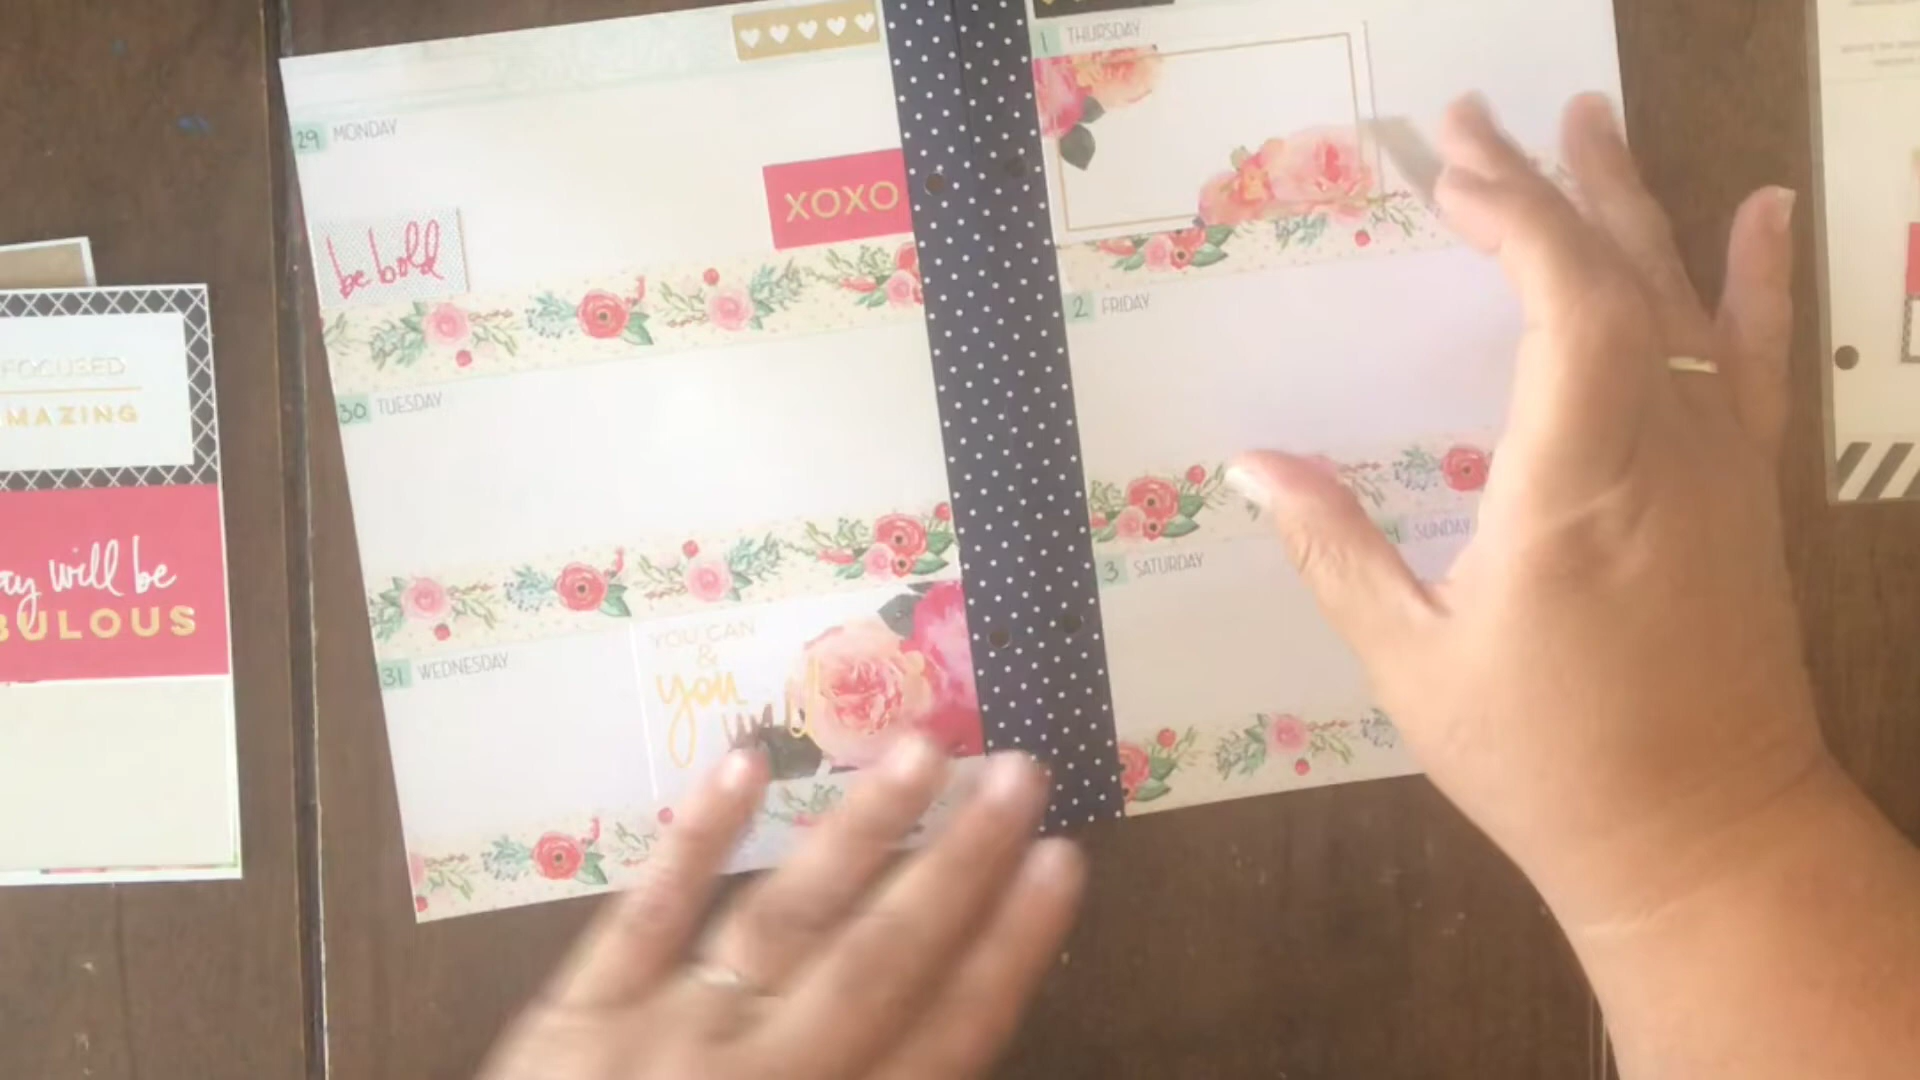 29 MONDAY
XOXO
be bold
30 TUESDAY
31 WEDNESDAY
YOU CAN
&
you
1 THURSDAY
2 FRIDAY
3 SATURDAY
4 SUNDAY
FOCUSED
MAZING
ay will be
BULOUS